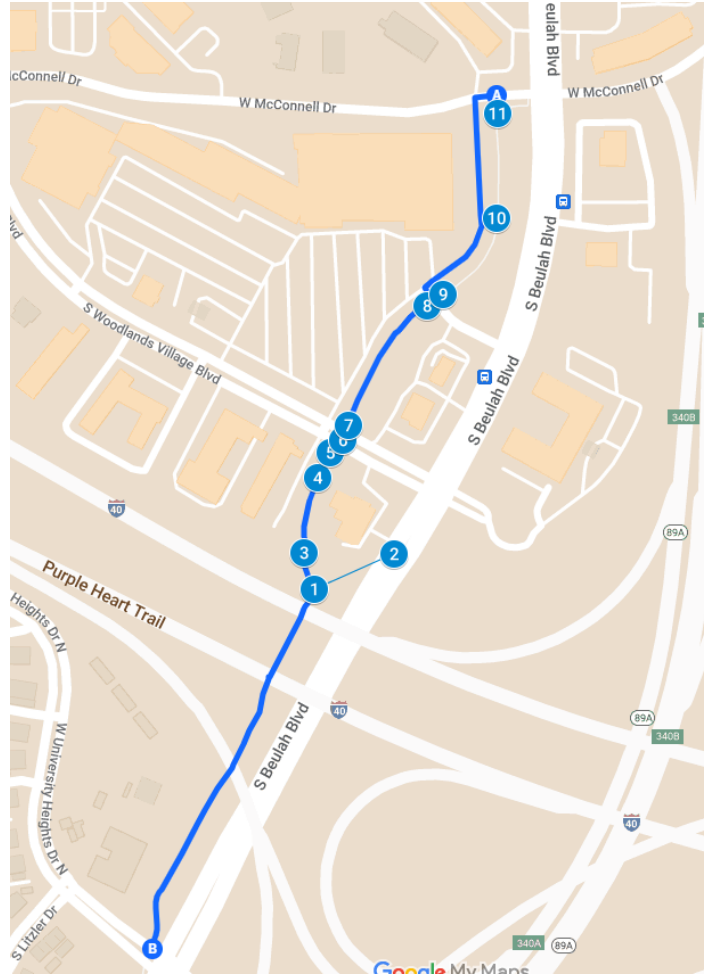 eulah Blvd
cConnell Dr
W McConnell Dr
A
W McConnell Dr
11
10
S Beulah Blvd
Blvd
9
8
S Woodlands Village Blvd
S Beulah Blvd
340B
7
6
5
4
40
89A
3
2
Purple Heart Trail
1
Heights Dr N
40
89A
340B
S Beulah Blvd
W University Heights Dr N
40
S Litzler Dr
B
340A
89A
Google My Maps